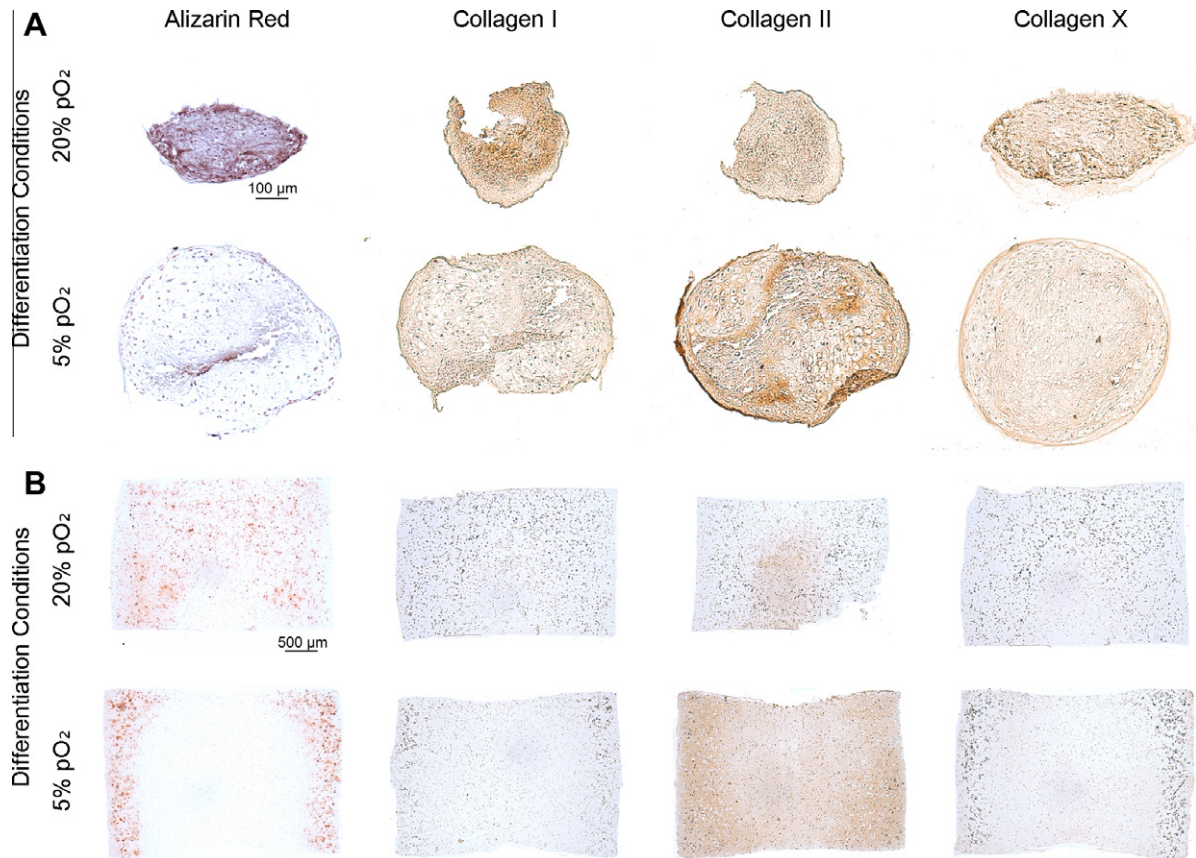 A
Alizarin Red
Collagen I
Collagen II
Collagen X
Differentiation Conditions
20% pO₂
100 µm
5% pO₂
B
Differentiation Conditions
20% pO₂
500 µm
5% pO₂